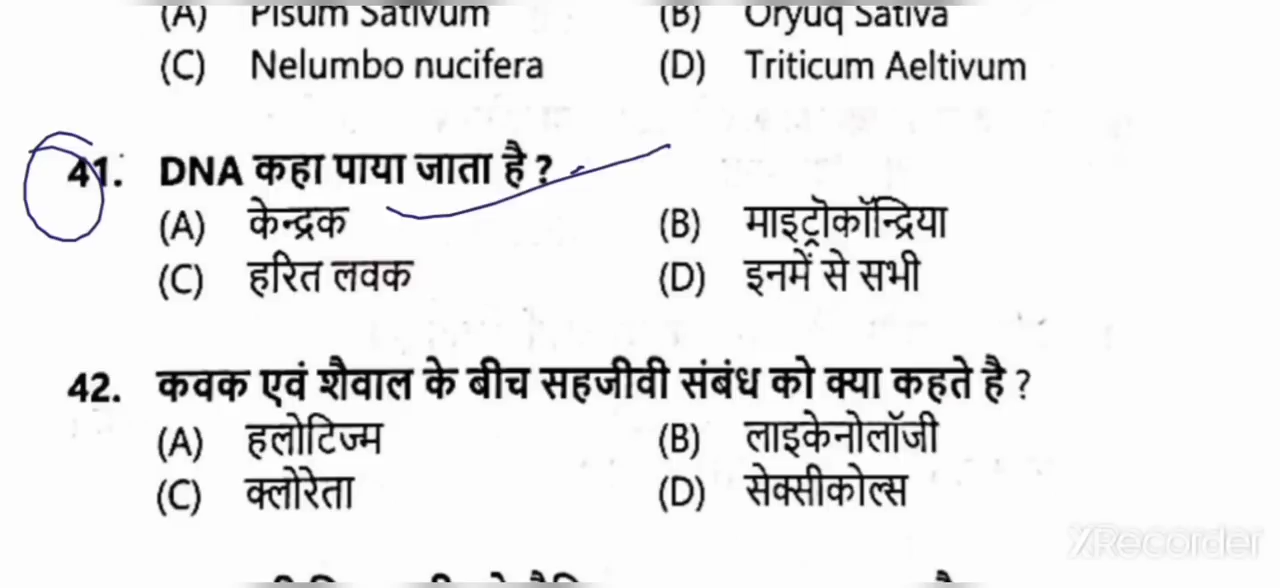 (A) Pisum Sativum (B) Oryuq Sativa
(C) Nelumbo nucifera (D) Triticum Aeltivum
41. DNA कहा पाया जाता है ?
(A) केन्द्रक (B) माइट्रोकॉन्द्रिया
(C) हरित लवक (D) इनमें से सभी
42. कवक एवं शैवाल के बीच सहजीवी संबंध को क्या कहते है ?
(A) हलोटिज्म (B) लाइकेनोलॉजी
(C) क्लोरेता (D) सेक्सीकोल्स
XRecorder